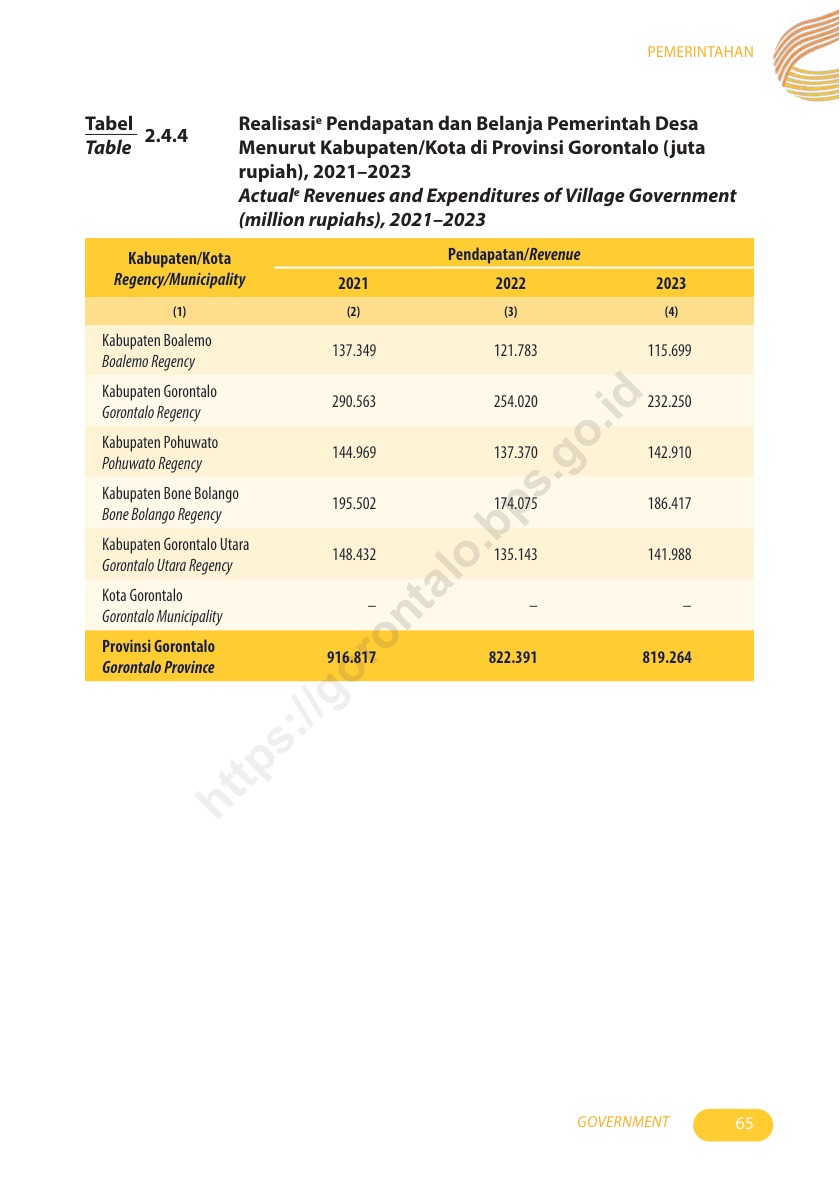 PEMERINTAHAN
Tabel
Table
2.4.4
Realisasiᵉ Pendapatan dan Belanja Pemerintah Desa
Menurut Kabupaten/Kota di Provinsi Gorontalo (juta
rupiah), 2021–2023
Actualᵉ Revenues and Expenditures of Village Government
(million rupiahs), 2021–2023
Kabupaten/Kota
Regency/Municipality
Pendapatan/Revenue
2021 2022 2023
(1) (2) (3) (4)
Kabupaten Boalemo
Boalemo Regency
137.349 121.783 115.699
Kabupaten Gorontalo
Gorontalo Regency
290.563 254.020 232.250
Kabupaten Pohuwato
Pohuwato Regency
144.969 137.370 142.910
Kabupaten Bone Bolango
Bone Bolango Regency
195.502 174.075 186.417
Kabupaten Gorontalo Utara
Gorontalo Utara Regency
148.432 135.143 141.988
Kota Gorontalo
Gorontalo Municipality
– – –
Provinsi Gorontalo
Gorontalo Province
916.817 822.391 819.264
https://gorontalo.bps.go.id
GOVERNMENT 65